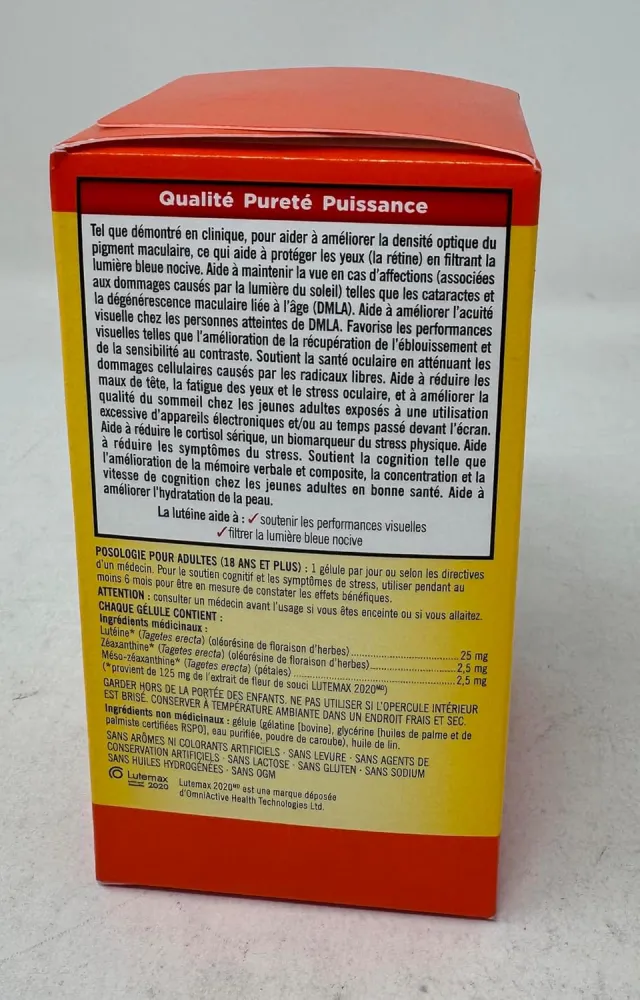 Qualité Pureté Puissance
Tel que démontré en clinique, pour aider à améliorer la densité optique du
pigment maculaire, ce qui aide à protéger les yeux (la rétine) en filtrant la
lumière bleue nocive. Aide à maintenir la vue en cas d'affections (associées
aux dommages causés par la lumière du soleil) telles que les cataractes et
la dégénérescence maculaire liée à l'âge (DMLA). Aide à améliorer l'acuité
visuelle chez les personnes atteintes de DMLA. Favorise les performances
visuelles telles que l'amélioration de la récupération de l'éblouissement et
de la sensibilité au contraste. Soutient la santé oculaire en atténuant les
dommages cellulaires causés par les radicaux libres. Aide à réduire les
maux de tête, la fatigue des yeux et le stress oculaire, et à améliorer la
qualité du sommeil chez les jeunes adultes exposés à une utilisation
excessive d'appareils électroniques et/ou au temps passé devant l'écran.
Aide à réduire le cortisol sérique, un biomarqueur du stress physique. Aide
à réduire les symptômes du stress. Soutient la cognition telle que
l'amélioration de la mémoire verbale et composite, la concentration et la
vitesse de cognition chez les jeunes adultes en bonne santé. Aide à
améliorer l'hydratation de la peau.
La lutéine aide à : ✓ soutenir les performances visuelles
✓ filtrer la lumière bleue nocive
POSOLOGIE POUR ADULTES (18 ANS ET PLUS) : 1 gélule par jour ou selon les directives
d'un médecin. Pour le soutien cognitif et les symptômes de stress, utiliser pendant au
moins 6 mois pour être en mesure de constater les effets bénéfiques.
ATTENTION : consulter un médecin avant l'usage si vous êtes enceinte ou si vous allaitez.
CHAQUE GÉLULE CONTIENT :
Ingrédients médicinaux :
Lutéine* (Tagetes erecta) (oléorésine de floraison d'herbes) 25 mg
Zéaxanthine* (Tagetes erecta) (oléorésine de floraison d'herbes) 2,5 mg
Méso-zéaxanthine* (Tagetes erecta) (pétales) 2,5 mg
(*provient de 125 mg de l'extrait de fleur de souci LUTEMAX 2020ᴹᴰ)
GARDER HORS DE LA PORTÉE DES ENFANTS. NE PAS UTILISER SI L'OPERCULE INTÉRIEUR
EST BRISÉ. CONSERVER À TEMPÉRATURE AMBIANTE DANS UN ENDROIT FRAIS ET SEC.
Ingrédients non médicinaux : gélule (gélatine [bovine], glycérine [huiles de palme et de
palmiste certifiées RSPO], eau purifiée, poudre de caroube), huile de lin.
SANS ARÔMES NI COLORANTS ARTIFICIELS · SANS LEVURE · SANS AGENTS DE
CONSERVATION ARTIFICIELS · SANS LACTOSE · SANS GLUTEN · SANS SODIUM
SANS HUILES HYDROGÉNÉES · SANS OGM
Lutemax
2020
Lutemax 2020ᴹᴰ est une marque déposée
d'OmniActive Health Technologies Ltd.